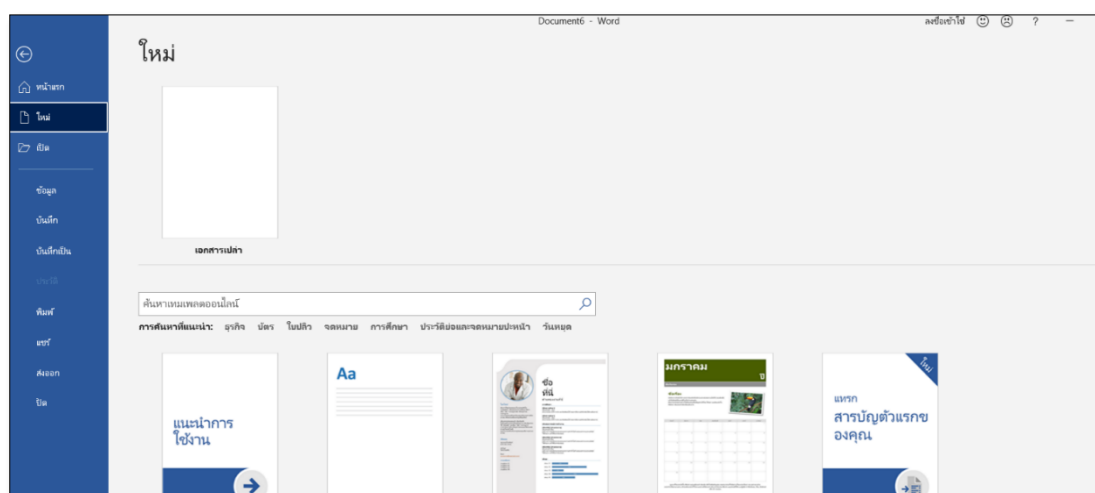 Document6 - Word
ลงชื่อเข้าใช้
?
ใหม่
หน้าแรก
ใหม่
เปิด
ข้อมูล
บันทึก
บันทึกเป็น
ประวัติ
พิมพ์
แชร์
ส่งออก
ปิด
เอกสารเปล่า
ค้นหาเทมเพลตออนไลน์
การค้นหาที่แนะนำ: ธุรกิจ บัตร ใบปลิว จดหมาย การศึกษา ประวัติย่อและจดหมายปะหน้า วันหยุด
แนะนำการ
ใช้งาน
Aa
ชื่อ
ที่นี่
มกราคม
ปี
ใหม่
แทรก
สารบัญตัวแรกข
องคุณ